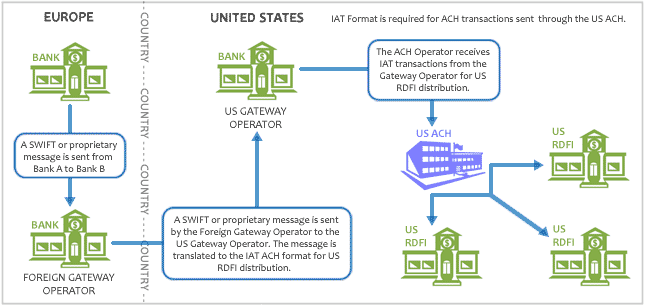 EUROPE
UNITED STATES
IAT Format is required for ACH transactions sent through the US ACH.
BANK
A SWIFT or proprietary
message is sent from
Bank A to Bank B
BANK
FOREIGN GATEWAY
OPERATOR
COUNTRY ---- COUNTRY ---- COUNTRY ---- COUNTRY ---- COUNTRY
BANK
US GATEWAY
OPERATOR
A SWIFT or proprietary message is sent
by the Foreign Gateway Operator to the
US Gateway Operator. The message is
translated to the IAT ACH format for US
RDFI distribution.
The ACH Operator receives
IAT transactions from the
Gateway Operator for US
RDFI distribution.
US ACH
US
RDFI
US
RDFI
US
RDFI